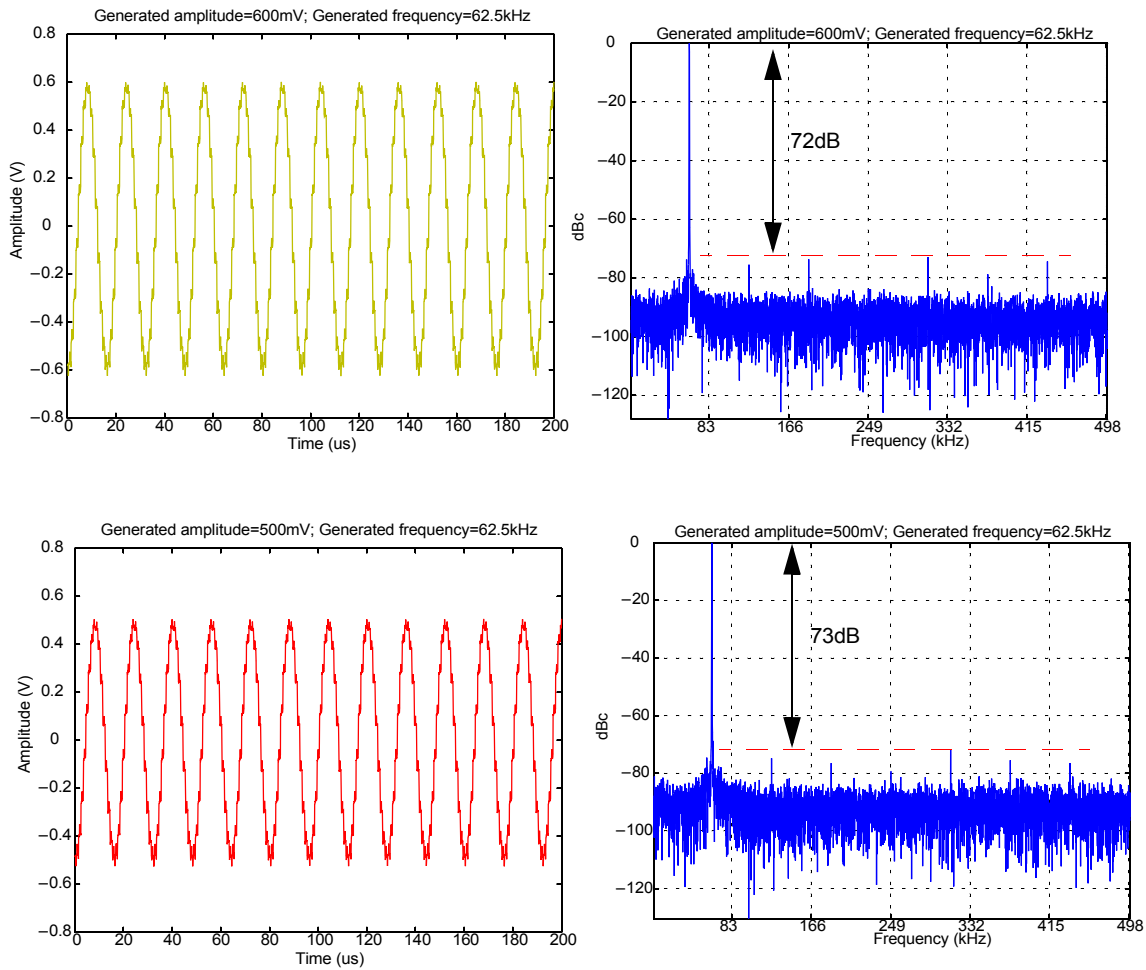 Generated amplitude=600mV; Generated frequency=62.5kHz
0.8
0.6
0.4
0.2
0
−0.2
−0.4
−0.6
−0.8
Amplitude (V)
0 20 40 60 80 100 120 140 160 180 200
Time (us)
Generated amplitude=600mV; Generated frequency=62.5kHz
0
−20
−40
−60
−80
−100
−120
dBc
72dB
83 166 249 332 415 498
Frequency (kHz)
Generated amplitude=500mV; Generated frequency=62.5kHz
0.8
0.6
0.4
0.2
0
−0.2
−0.4
−0.6
−0.8
Amplitude (V)
0 20 40 60 80 100 120 140 160 180 200
Time (us)
Generated amplitude=500mV; Generated frequency=62.5kHz
0
−20
−40
−60
−80
−100
−120
dBc
73dB
83 166 249 332 415 498
Frequency (kHz)